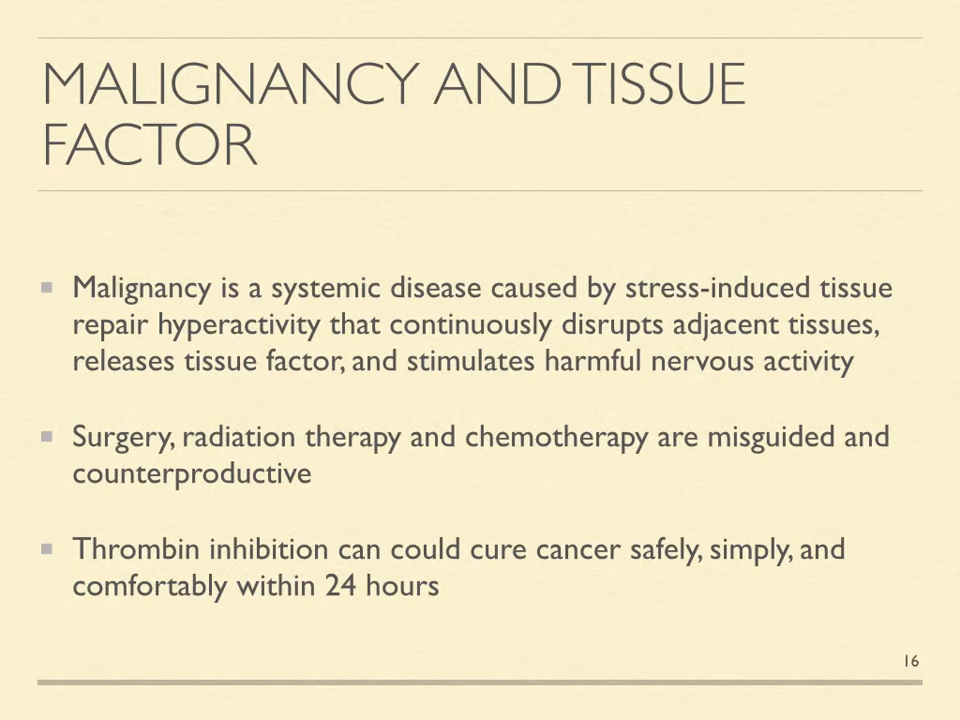 MALIGNANCY AND TISSUE
FACTOR
Malignancy is a systemic disease caused by stress-induced tissue
repair hyperactivity that continuously disrupts adjacent tissues,
releases tissue factor, and stimulates harmful nervous activity
Surgery, radiation therapy and chemotherapy are misguided and
counterproductive
Thrombin inhibition can could cure cancer safely, simply, and
comfortably within 24 hours
16